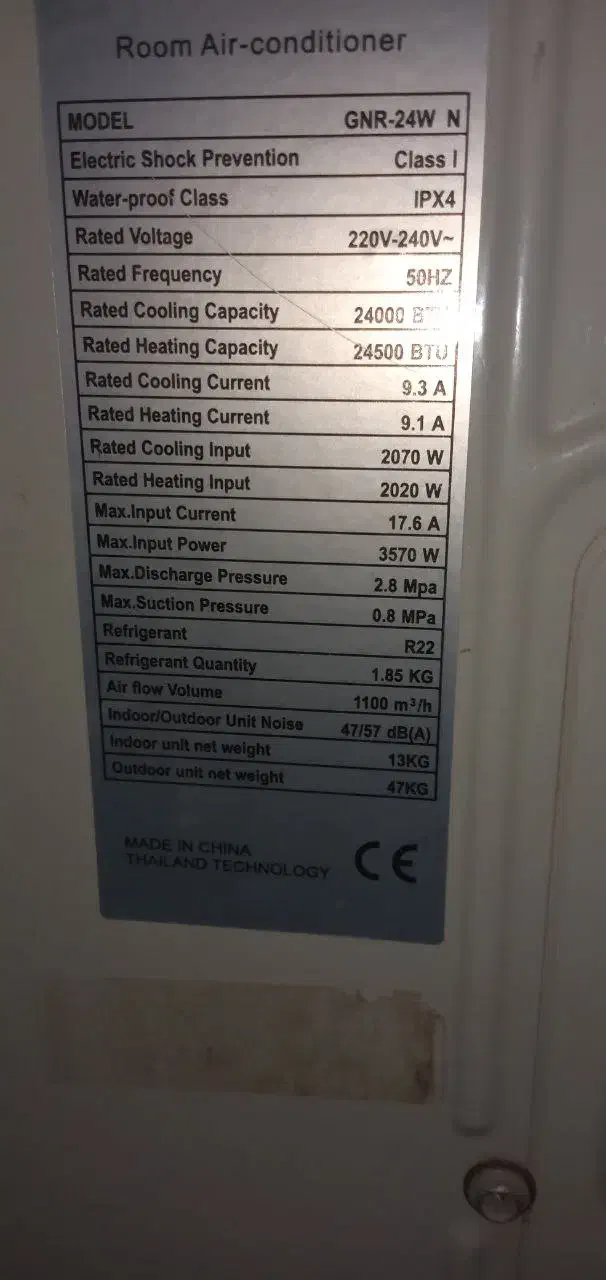 Room Air-conditioner
MODEL GNR-24W N
Electric Shock Prevention Class I
Water-proof Class IPX4
Rated Voltage 220V-240V~
Rated Frequency 50HZ
Rated Cooling Capacity 24000
Rated Heating Capacity 24500 BTU
Rated Cooling Current 9.3 A
Rated Heating Current 9.1 A
Rated Cooling Input 2070 W
Rated Heating Input 2020 W
Max.Input Current 17.6 A
Max.Input Power 3570 W
Max.Discharge Pressure 2.8 Mpa
Max.Suction Pressure 0.8 MPa
Refrigerant R22
Refrigerant Quantity 1.85 KG
Air flow Volume 1100 m³/h
Indoor/Outdoor Unit Noise 47/57 dB(A)
Indoor unit net weight 13KG
Outdoor unit net weight 47KG
MADE IN CHINA
THAILAND TECHNOLOGY CE